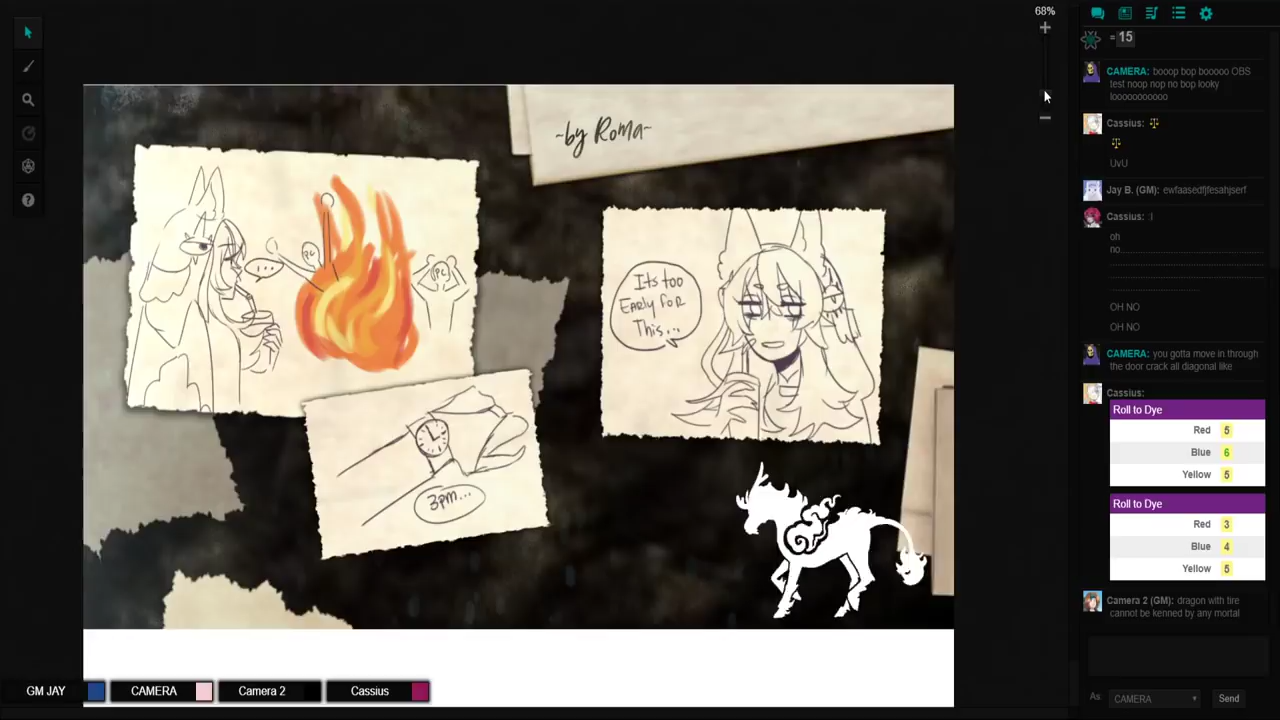 68%
= 15
CAMERA: booop bop booooo OBS
test noop nop no bop looky
looooooooooo
Cassius:
UvU
Jay B. (GM): ewfaasedfjfesahjserf
Cassius: :l
oh
no
OH NO
OH NO
CAMERA: you gotta move in through
the door crack all diagonal like
Cassius:
Roll to Dye
Red 5
Blue 6
Yellow 5
Roll to Dye
Red 3
Blue 4
Yellow 5
Camera 2 (GM): dragon with tire
cannot be kenned by any mortal
As CAMERA Send
~by Roma~
...
PC
PC
Its too
Early for
This...
3pm...
GM JAY CAMERA Camera 2 Cassius